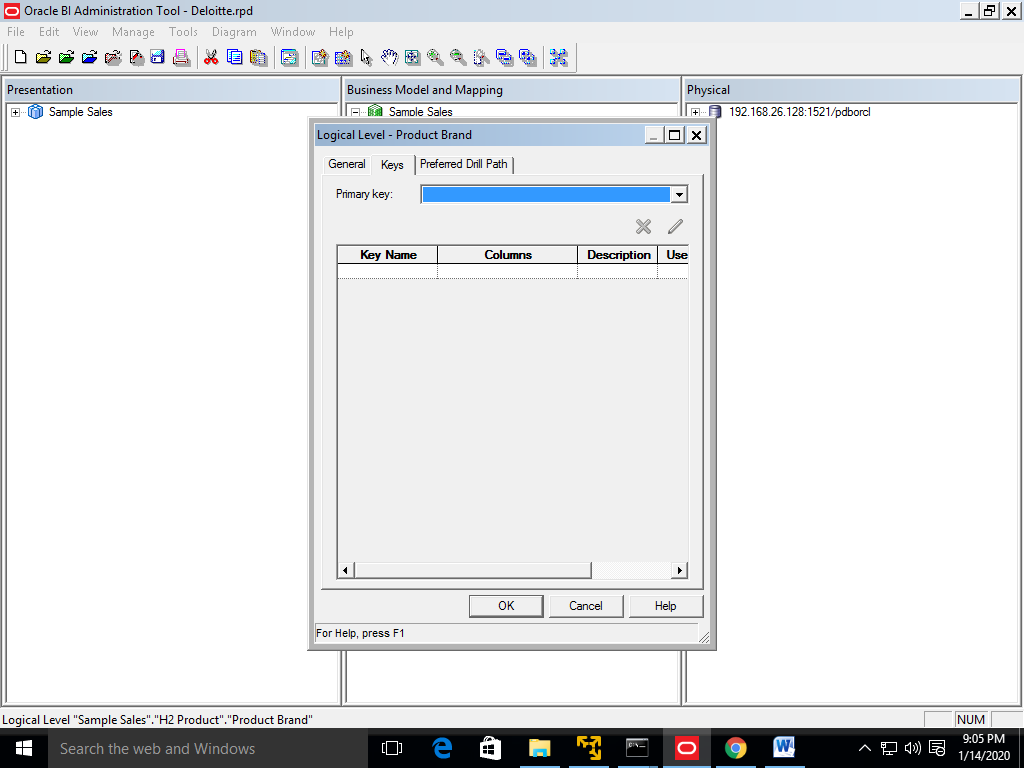 Oracle BI Administration Tool - Deloitte.rpd
File Edit View Manage Tools Diagram Window Help
Presentation
Business Model and Mapping
Physical
Sample Sales
Sample Sales
192.168.26.128:1521/pdborcl
Logical Level - Product Brand
General Keys Preferred Drill Path
Primary key:
Key Name Columns Description Use
OK Cancel Help
For Help, press F1
Logical Level "Sample Sales"."H2 Product"."Product Brand"
NUM
Search the web and Windows
9:05 PM
1/14/2020